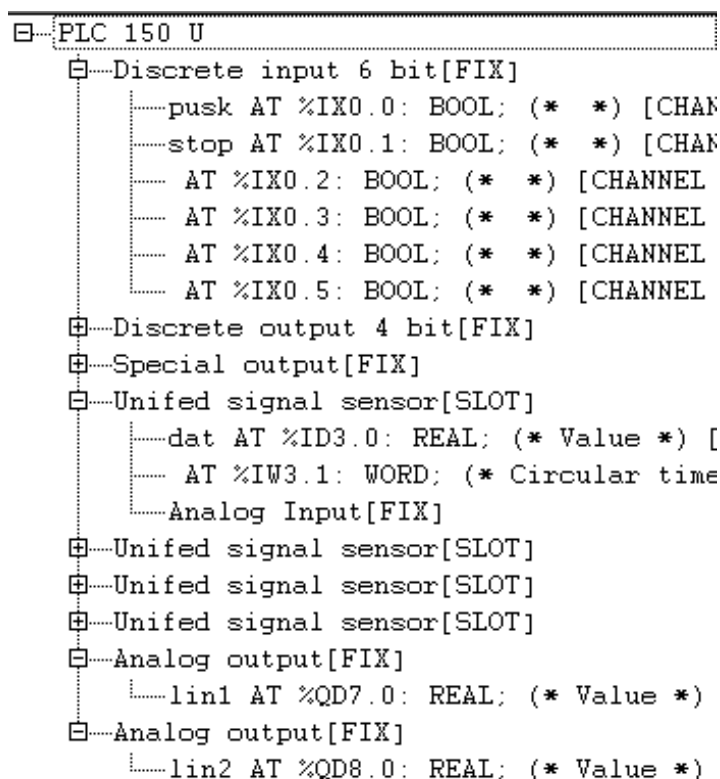 PLC 150 U
Discrete input 6 bit[FIX]
pusk AT %IX0.0: BOOL; (* *) [CHAN
stop AT %IX0.1: BOOL; (* *) [CHAN
AT %IX0.2: BOOL; (* *) [CHANNEL
AT %IX0.3: BOOL; (* *) [CHANNEL
AT %IX0.4: BOOL; (* *) [CHANNEL
AT %IX0.5: BOOL; (* *) [CHANNEL
Discrete output 4 bit[FIX]
Special output[FIX]
Unifed signal sensor[SLOT]
dat AT %ID3.0: REAL; (* Value *) [
AT %IW3.1: WORD; (* Circular time
Analog Input[FIX]
Unifed signal sensor[SLOT]
Unifed signal sensor[SLOT]
Unifed signal sensor[SLOT]
Analog output[FIX]
lin1 AT %QD7.0: REAL; (* Value *)
Analog output[FIX]
lin2 AT %QD8.0: REAL; (* Value *)